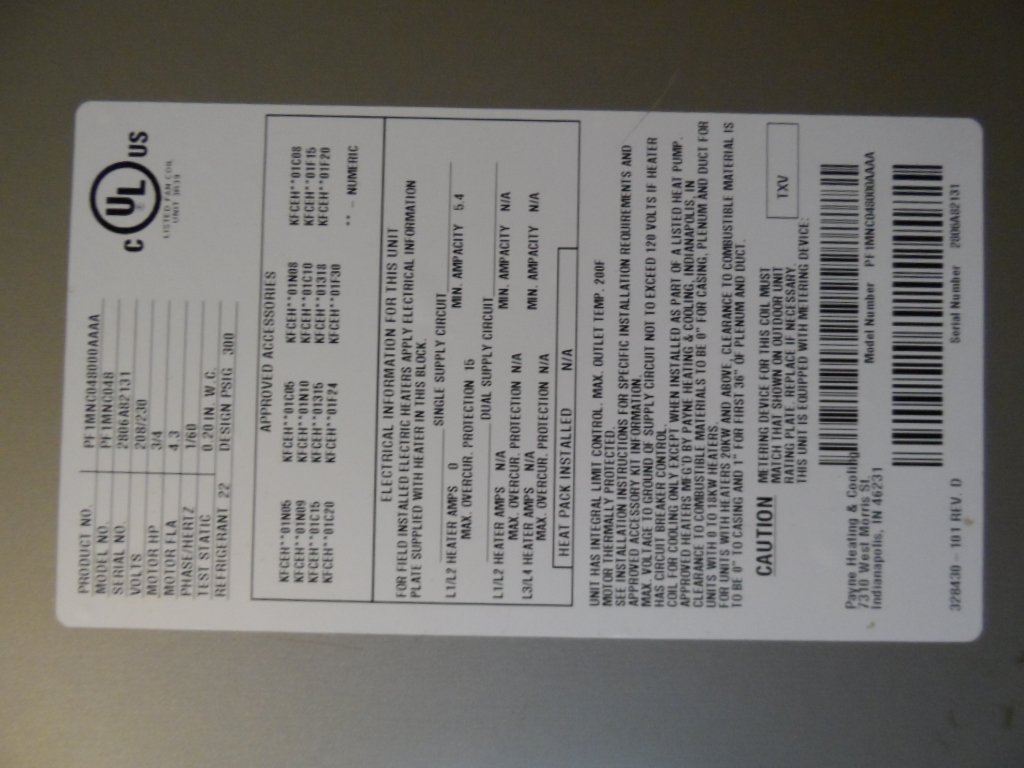 PRODUCT NO. PF1MNC048000AAAA
MODEL NO. PF1MNC048
SERIAL NO. 2806A82131
VOLTS 208/230
MOTOR HP 3/4
MOTOR FLA 4.3
PHASE/HERTZ 1/60
TEST STATIC 0.20 IN. W.C.
REFRIGERANT 22 DESIGN PSIG 300
C UL US
LISTED FAN COIL
UNIT
APPROVED ACCESSORIES
KFCEH**01N05 KFCEH**01C05 KFCEH**01N08 KFCEH**01C08
KFCEH**01N09 KFCEH**01N10 KFCEH**01C10 KFCEH**01F15
KFCEH**01C15 KFCEH**01315 KFCEH**01318 KFCEH**01F20
KFCEH**01C20 KFCEH**01F24 KFCEH**01F30
** – NUMERIC
ELECTRICAL INFORMATION FOR THIS UNIT
FOR FIELD INSTALLED ELECTRIC HEATERS APPLY ELECTRICAL INFORMATION
PLATE SUPPLIED WITH HEATER IN THIS BLOCK.
SINGLE SUPPLY CIRCUIT
L1/L2 HEATER AMPS 0 MIN. AMPACITY 5.4
MAX. OVERCUR. PROTECTION 15
DUAL SUPPLY CIRCUIT
L1/L2 HEATER AMPS N/A MIN. AMPACITY N/A
MAX. OVERCUR. PROTECTION N/A
L3/L4 HEATER AMPS N/A MIN. AMPACITY N/A
MAX. OVERCUR. PROTECTION N/A
HEAT PACK INSTALLED N/A
UNIT HAS INTEGRAL LIMIT CONTROL. MAX. OUTLET TEMP. 200F
MOTOR THERMALLY PROTECTED.
SEE INSTALLATION INSTRUCTIONS FOR SPECIFIC INSTALLATION REQUIREMENTS AND
APPROVED ACCESSORY KIT INFORMATION.
MAX. VOLTAGE TO GROUND OF SUPPLY CIRCUIT NOT TO EXCEED 120 VOLTS IF HEATER
HAS CIRCUIT BREAKER CONTROL.
COIL FOR COOLING ONLY EXCEPT WHEN INSTALLED AS PART OF A LISTED HEAT PUMP.
APPROVED HEATERS MFG'D BY PAYNE HEATING & COOLING, INDIANAPOLIS, IN
CLEARANCE TO COMBUSTIBLE MATERIALS TO BE 0" FOR CASING, PLENUM AND DUCT FOR
UNITS WITH 0 TO 18KW HEATERS.
FOR UNITS WITH HEATERS 20KW AND ABOVE, CLEARANCE TO COMBUSTIBLE MATERIAL IS
TO BE 0" TO CASING AND 1" FOR FIRST 36" OF PLENUM AND DUCT.
CAUTION METERING DEVICE FOR THIS COIL MUST
MATCH THAT SHOWN ON OUTDOOR UNIT
RATING PLATE. REPLACE IF NECESSARY.
THIS UNIT IS EQUIPPED WITH METERING DEVICE:
TXV
Payne Heating & Cooling
7310 West Morris St.
Indianapolis, IN 46231
Model Number PF1MNC048000AAAA
Serial Number 2806A82131
328430 – 101 REV. D